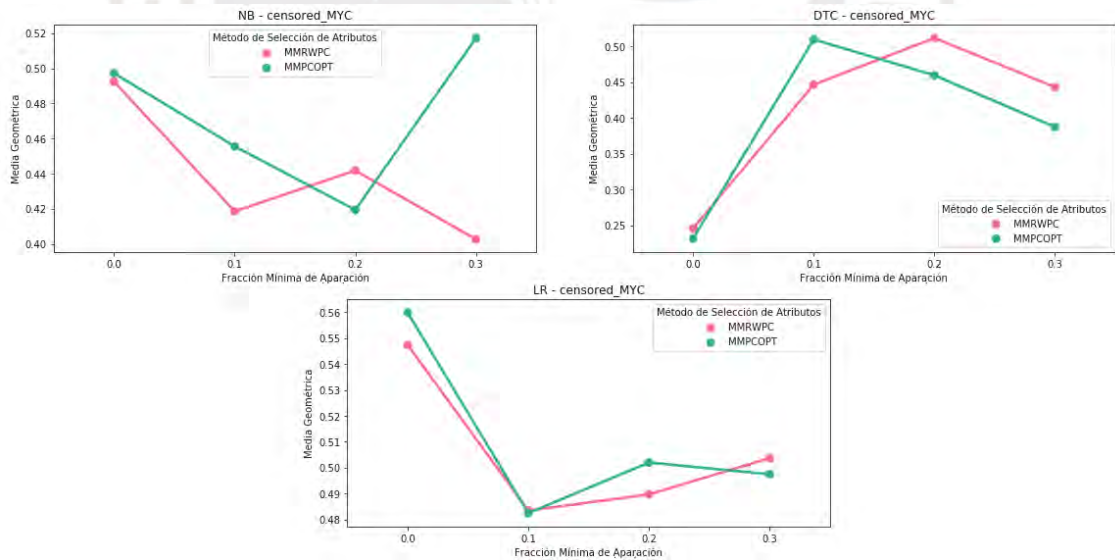 NB - censored_MYC
Método de Selección de Atributos
MMRWPC
MMPCOPT
Media Geométrica
0.52
0.50
0.48
0.46
0.44
0.42
0.40
0.0 0.1 0.2 0.3
Fracción Mínima de Aparación
DTC - censored_MYC
Media Geométrica
0.50
0.45
0.40
0.35
0.30
0.25
Método de Selección de Atributos
MMRWPC
MMPCOPT
0.0 0.1 0.2 0.3
Fracción Mínima de Aparación
LR - censored_MYC
Método de Selección de Atributos
MMRWPC
MMPCOPT
Media Geométrica
0.56
0.55
0.54
0.53
0.52
0.51
0.50
0.49
0.48
0.0 0.1 0.2 0.3
Fracción Mínima de Aparación